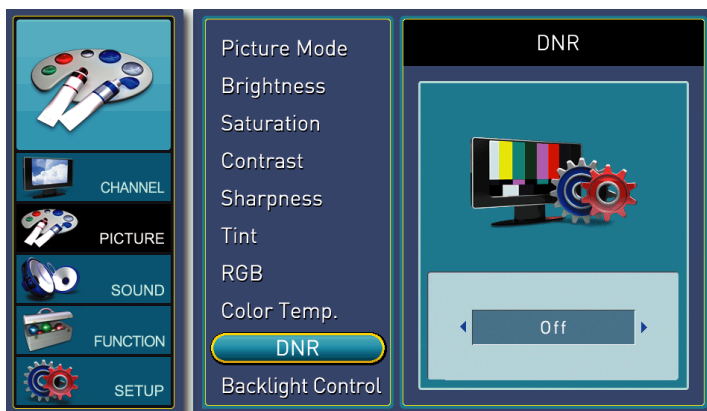 CHANNEL
PICTURE
SOUND
FUNCTION
SETUP
Picture Mode
Brightness
Saturation
Contrast
Sharpness
Tint
RGB
Color Temp.
DNR
Backlight Control
DNR
Off